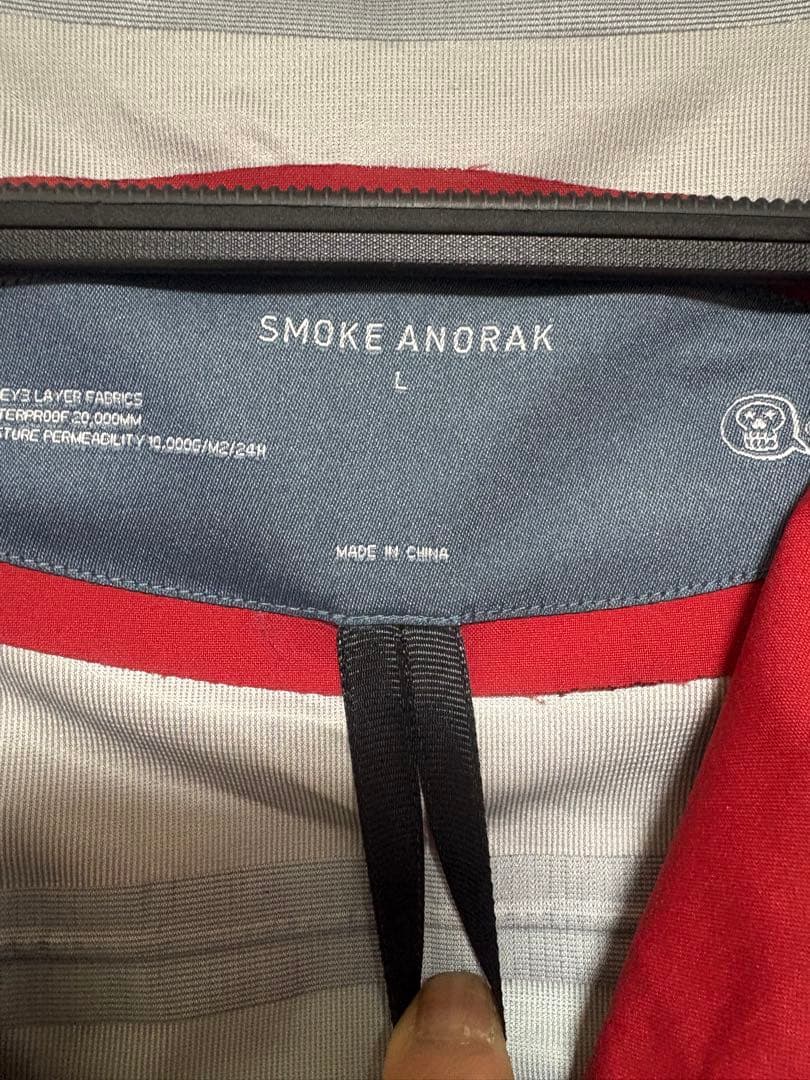 SMOKE ANORAK
L
EY3 LAYER FABRICS
TERPROOF 20,000MM
STURE PERMEABILITY 10,000G/M2/24H
MADE IN CHINA